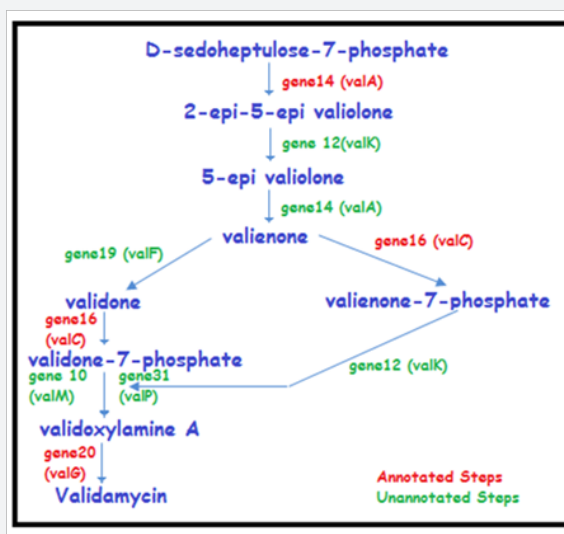 D-sedoheptulose-7-phosphate
gene14 (valA)
2-epi-5-epi valiolone
gene 12(valK)
5-epi valiolone
gene14 (valA)
valienone
gene19 (valF)
gene16 (valC)
validone
valienone-7-phosphate
gene16
(valC)
validone-7-phosphate
gene 10
(valM)
gene31
(valP)
gene12 (valK)
validoxylamine A
gene20
(valG)
Validamycin
Annotated Steps
Unannotated Steps